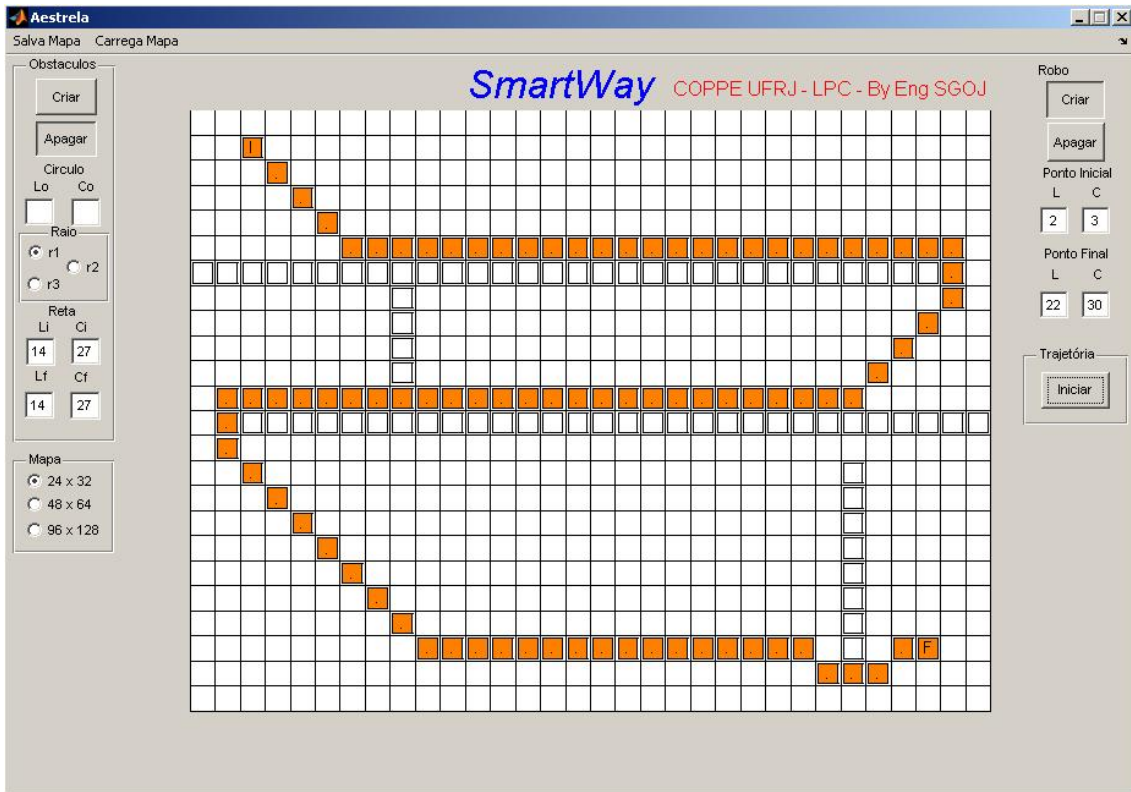 Aestrela
Salva Mapa Carrega Mapa
SmartWay COPPE UFRJ - LPC - By Eng SGOJ
Obstaculos
Criar
Apagar
Circulo
Lo Co
Raio
r1
r2
r3
Reta
Li Ci
14 27
Lf Cf
14 27
Mapa
24 x 32
48 x 64
96 x 128
I
F
Robo
Criar
Apagar
Ponto Inicial
L C
2 3
Ponto Final
L C
22 30
Trajetória
Iniciar